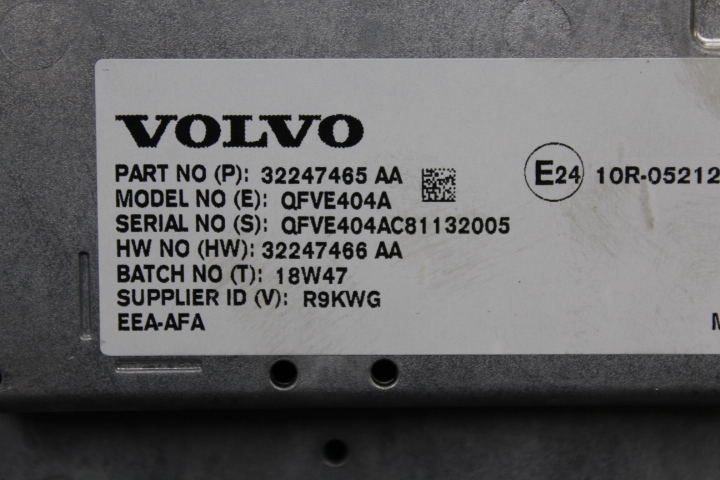 VOLVO
PART NO (P): 32247465 AA
MODEL NO (E): QFVE404A
SERIAL NO (S): QFVE404AC81132005
HW NO (HW): 32247466 AA
BATCH NO (T): 18W47
SUPPLIER ID (V): R9KWG
EEA-AFA
E24 10R-05212